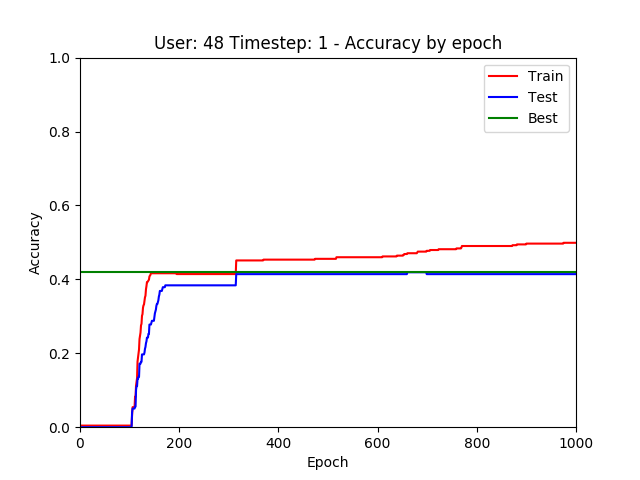 User: 48 Timestep: 1 - Accuracy by epoch
1.0
0.8
0.6
0.4
0.2
0.0
Accuracy
Train
Test
Best
0 200 400 600 800 1000
Epoch